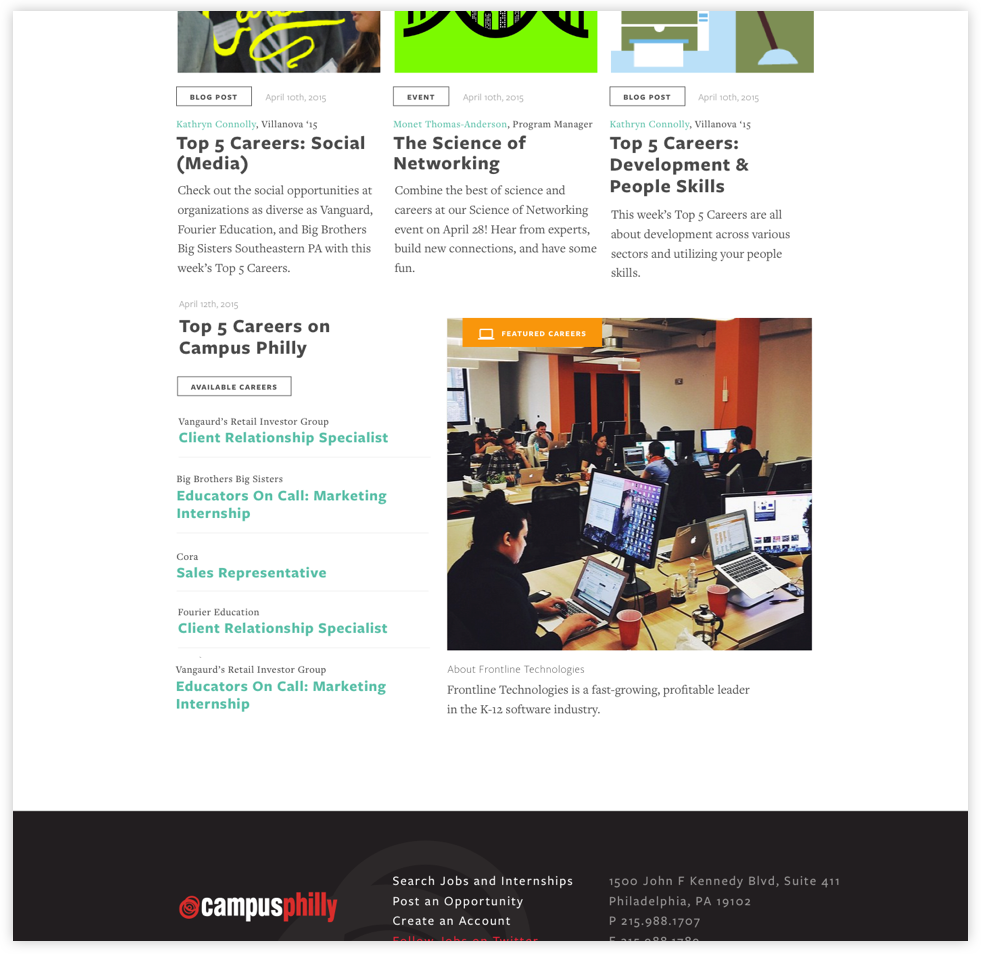 BLOG POST April 10th, 2015
Kathryn Connolly, Villanova ‘15
Top 5 Careers: Social
(Media)
Check out the social opportunities at
organizations as diverse as Vanguard,
Fourier Education, and Big Brothers
Big Sisters Southeastern PA with this
week’s Top 5 Careers.
EVENT April 10th, 2015
Monet Thomas-Anderson, Program Manager
The Science of
Networking
Combine the best of science and
careers at our Science of Networking
event on April 28! Hear from experts,
build new connections, and have some
fun.
BLOG POST April 10th, 2015
Kathryn Connolly, Villanova ‘15
Top 5 Careers:
Development &
People Skills
This week’s Top 5 Careers are all
about development across various
sectors and utilizing your people
skills.
April 12th, 2015
Top 5 Careers on
Campus Philly
AVAILABLE CAREERS
Vangaurd’s Retail Investor Group
Client Relationship Specialist
Big Brothers Big Sisters
Educators On Call: Marketing
Internship
Cora
Sales Representative
Fourier Education
Client Relationship Specialist
Vangaurd’s Retail Investor Group
Educators On Call: Marketing
Internship
FEATURED CAREERS
About Frontline Technologies
Frontline Technologies is a fast-growing, profitable leader
in the K-12 software industry.
campusphilly
Search Jobs and Internships
Post an Opportunity
Create an Account
Follow Jobs on Twitter
1500 John F Kennedy Blvd, Suite 411
Philadelphia, PA 19102
P 215.988.1707
F 215.988.1789